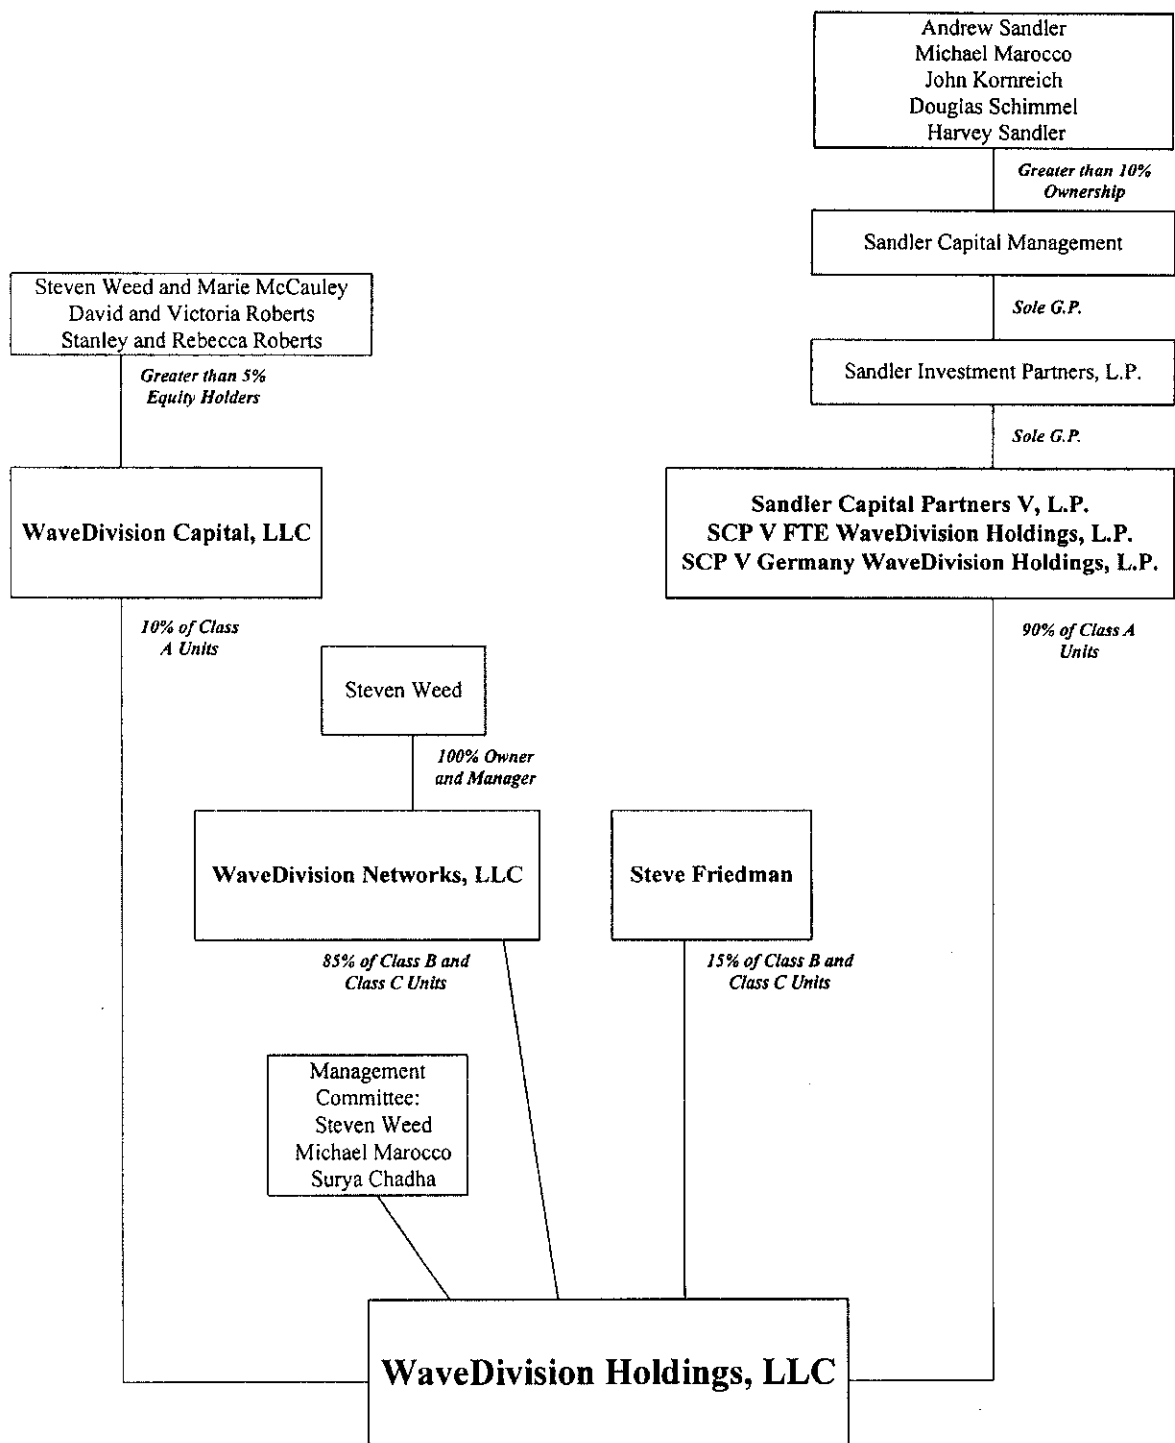 Andrew Sandler
Michael Marocco
John Kornreich
Douglas Schimmel
Harvey Sandler
Greater than 10%
Ownership
Sandler Capital Management
Sole G.P.
Sandler Investment Partners, L.P.
Sole G.P.
Sandler Capital Partners V, L.P.
SCP V FTE WaveDivision Holdings, L.P.
SCP V Germany WaveDivision Holdings, L.P.
90% of Class A
Units
Steven Weed and Marie McCauley
David and Victoria Roberts
Stanley and Rebecca Roberts
Greater than 5%
Equity Holders
WaveDivision Capital, LLC
10% of Class
A Units
Steven Weed
100% Owner
and Manager
WaveDivision Networks, LLC
85% of Class B and
Class C Units
Steve Friedman
15% of Class B and
Class C Units
Management
Committee:
Steven Weed
Michael Marocco
Surya Chadha
WaveDivision Holdings, LLC